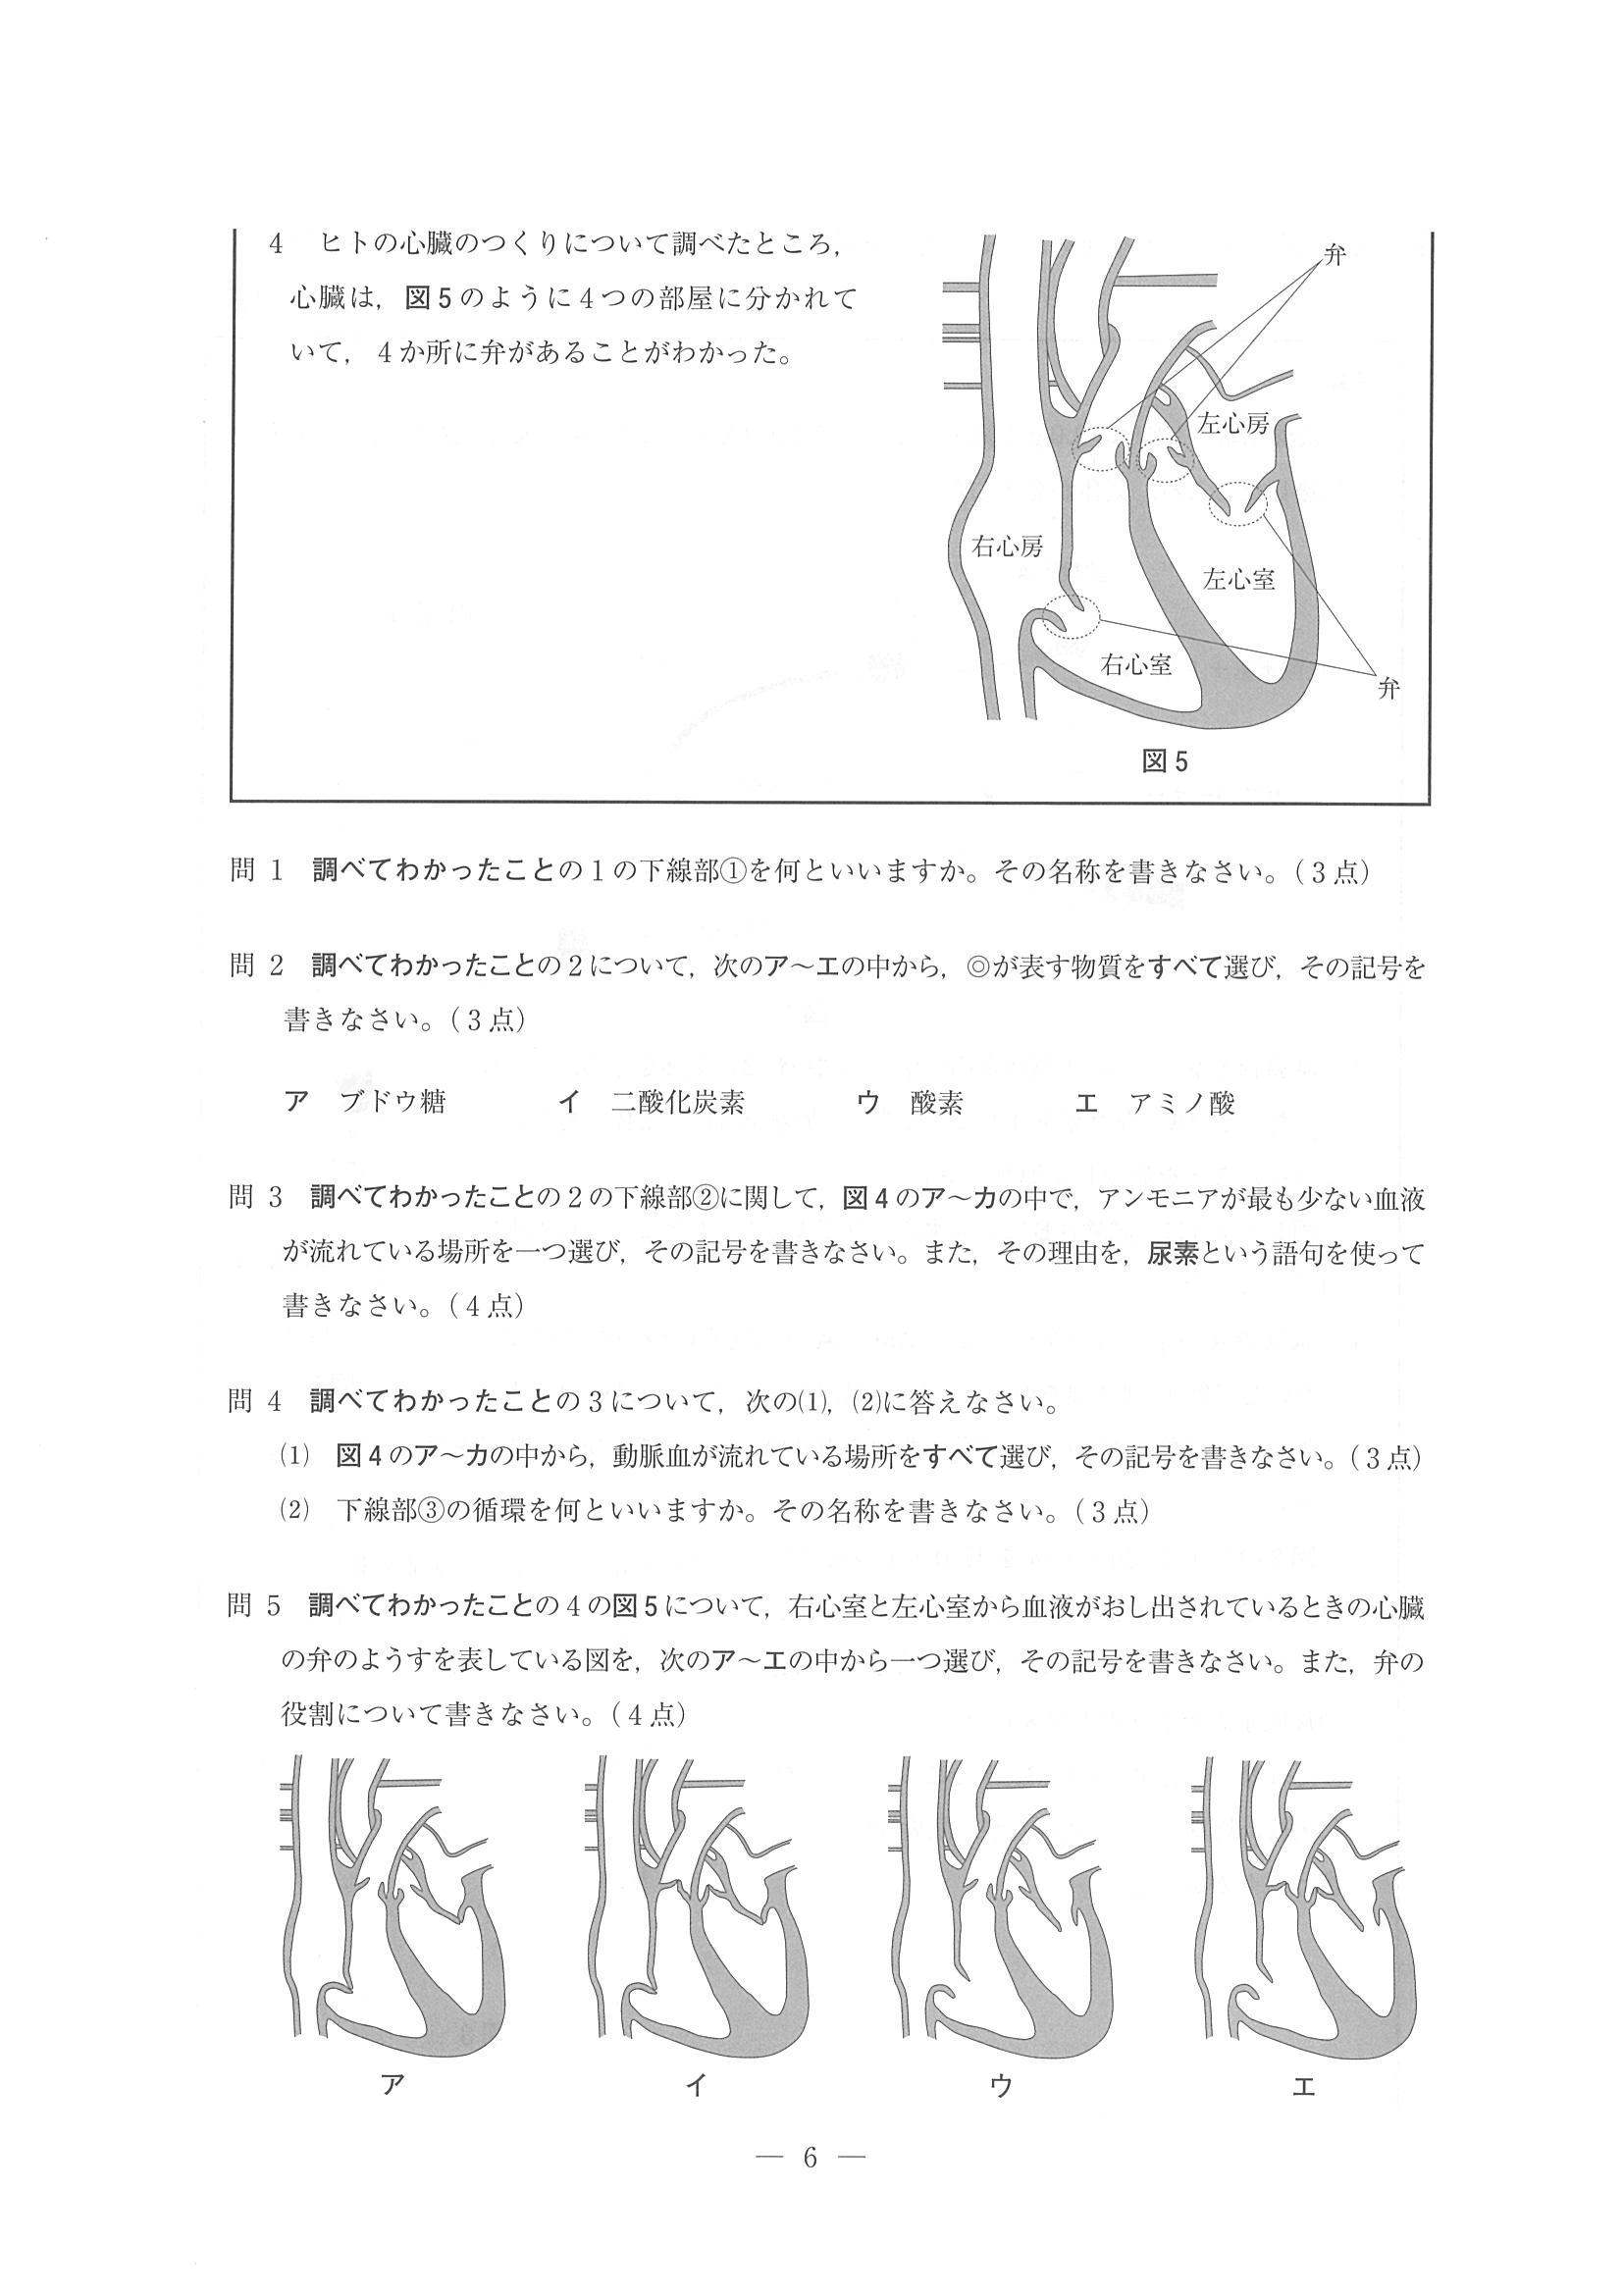 4　ヒトの心臓のつくりについて調べたところ，
心臓は，図5のように4つの部屋に分かれて
いて，4か所に弁があることがわかった。
弁
左心房
右心房
左心室
右心室
弁
図5
問1　調べてわかったことの1の下線部①を何といいますか。その名称を書きなさい。（3点）
問2　調べてわかったことの2について，次のア～エの中から，◎が表す物質をすべて選び，その記号を
書きなさい。（3点）
ア　ブドウ糖　　イ　二酸化炭素　　ウ　酸素　　エ　アミノ酸
問3　調べてわかったことの2の下線部②に関して，図4のア～カの中で，アンモニアが最も少ない血液
が流れている場所を一つ選び，その記号を書きなさい。また，その理由を，尿素という語句を使って
書きなさい。（4点）
問4　調べてわかったことの3について，次の⑴，⑵に答えなさい。
⑴　図4のア～カの中から，動脈血が流れている場所をすべて選び，その記号を書きなさい。（3点）
⑵　下線部③の循環を何といいますか。その名称を書きなさい。（3点）
問5　調べてわかったことの4の図5について，右心室と左心室から血液がおし出されているときの心臓
の弁のようすを表している図を，次のア～エの中から一つ選び，その記号を書きなさい。また，弁の
役割について書きなさい。（4点）
ア　イ　ウ　エ
― 6 ―